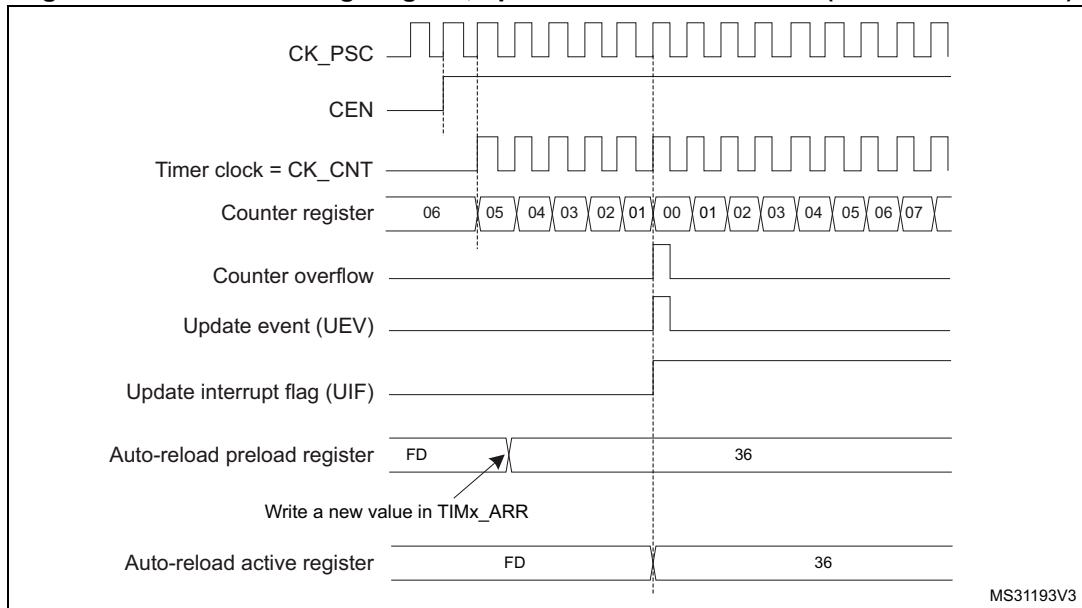 CK_PSC
CEN
Timer clock = CK_CNT
Counter register 06 05 04 03 02 01 00 01 02 03 04 05 06 07
Counter overflow
Update event (UEV)
Update interrupt flag (UIF)
Auto-reload preload register FD 36
Write a new value in TIMx_ARR
Auto-reload active register FD 36
MS31193V3